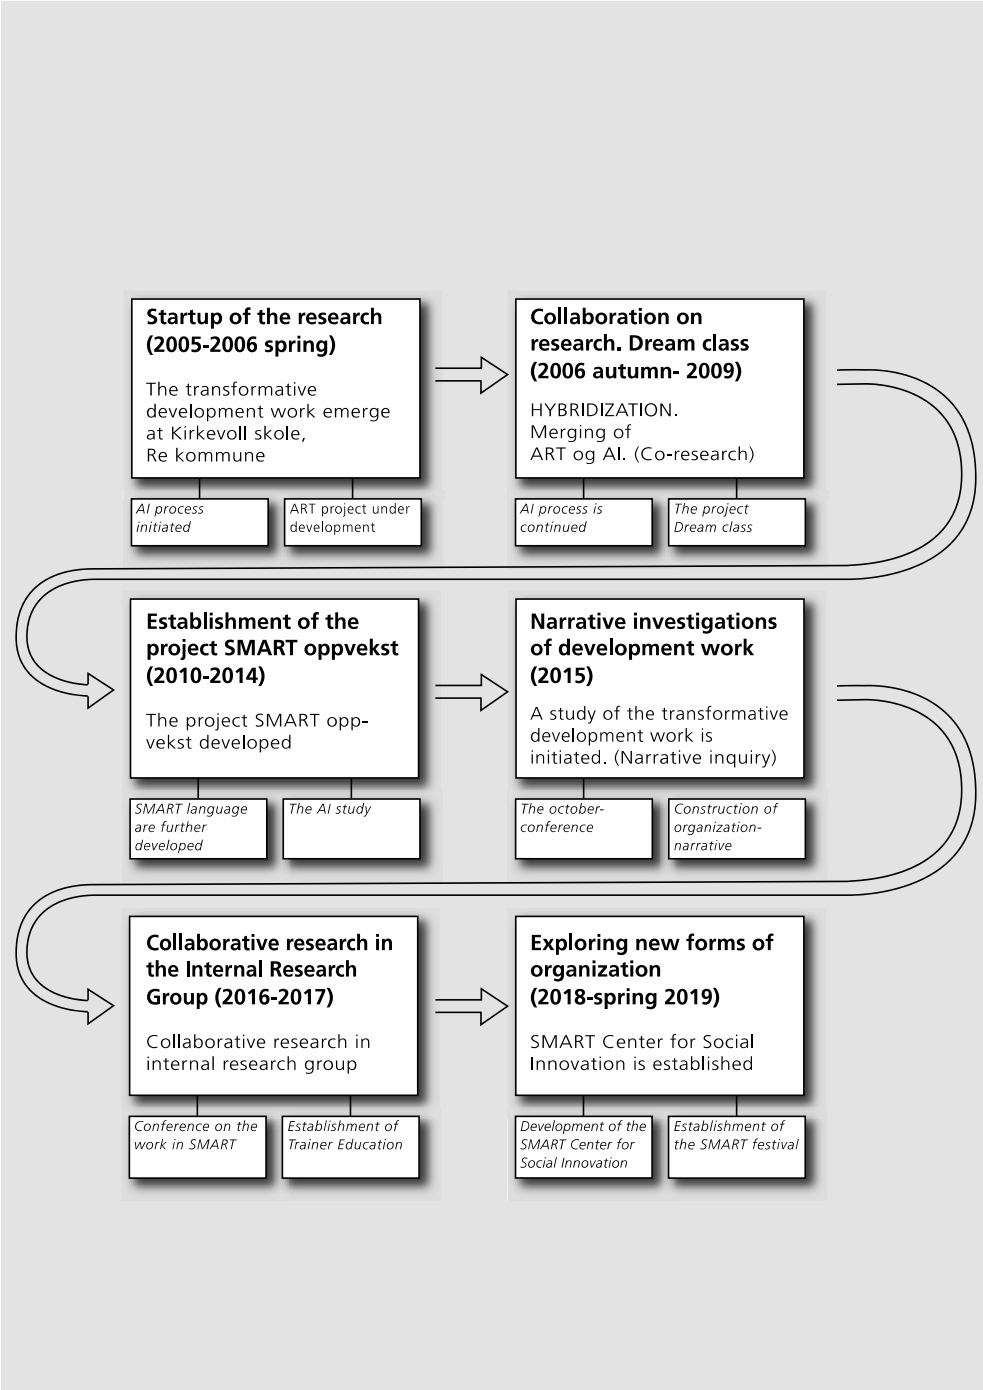 Startup of the research
(2005-2006 spring)
The transformative
development work emerge
at Kirkevoll skole,
Re kommune
AI process
initiated
ART project under
development
Collaboration on
research. Dream class
(2006 autumn- 2009)
HYBRIDIZATION.
Merging of
ART og AI. (Co-research)
AI process is
continued
The project
Dream class
Establishment of the
project SMART oppvekst
(2010-2014)
The project SMART opp-
vekst developed
SMART language
are further
developed
The AI study
Narrative investigations
of development work
(2015)
A study of the transformative
development work is
initiated. (Narrative inquiry)
The october-
conference
Construction of
organization-
narrative
Collaborative research in
the Internal Research
Group (2016-2017)
Collaborative research in
internal research group
Conference on the
work in SMART
Establishment of
Trainer Education
Exploring new forms of
organization
(2018-spring 2019)
SMART Center for Social
Innovation is established
Development of the
SMART Center for
Social Innovation
Establishment of
the SMART festival